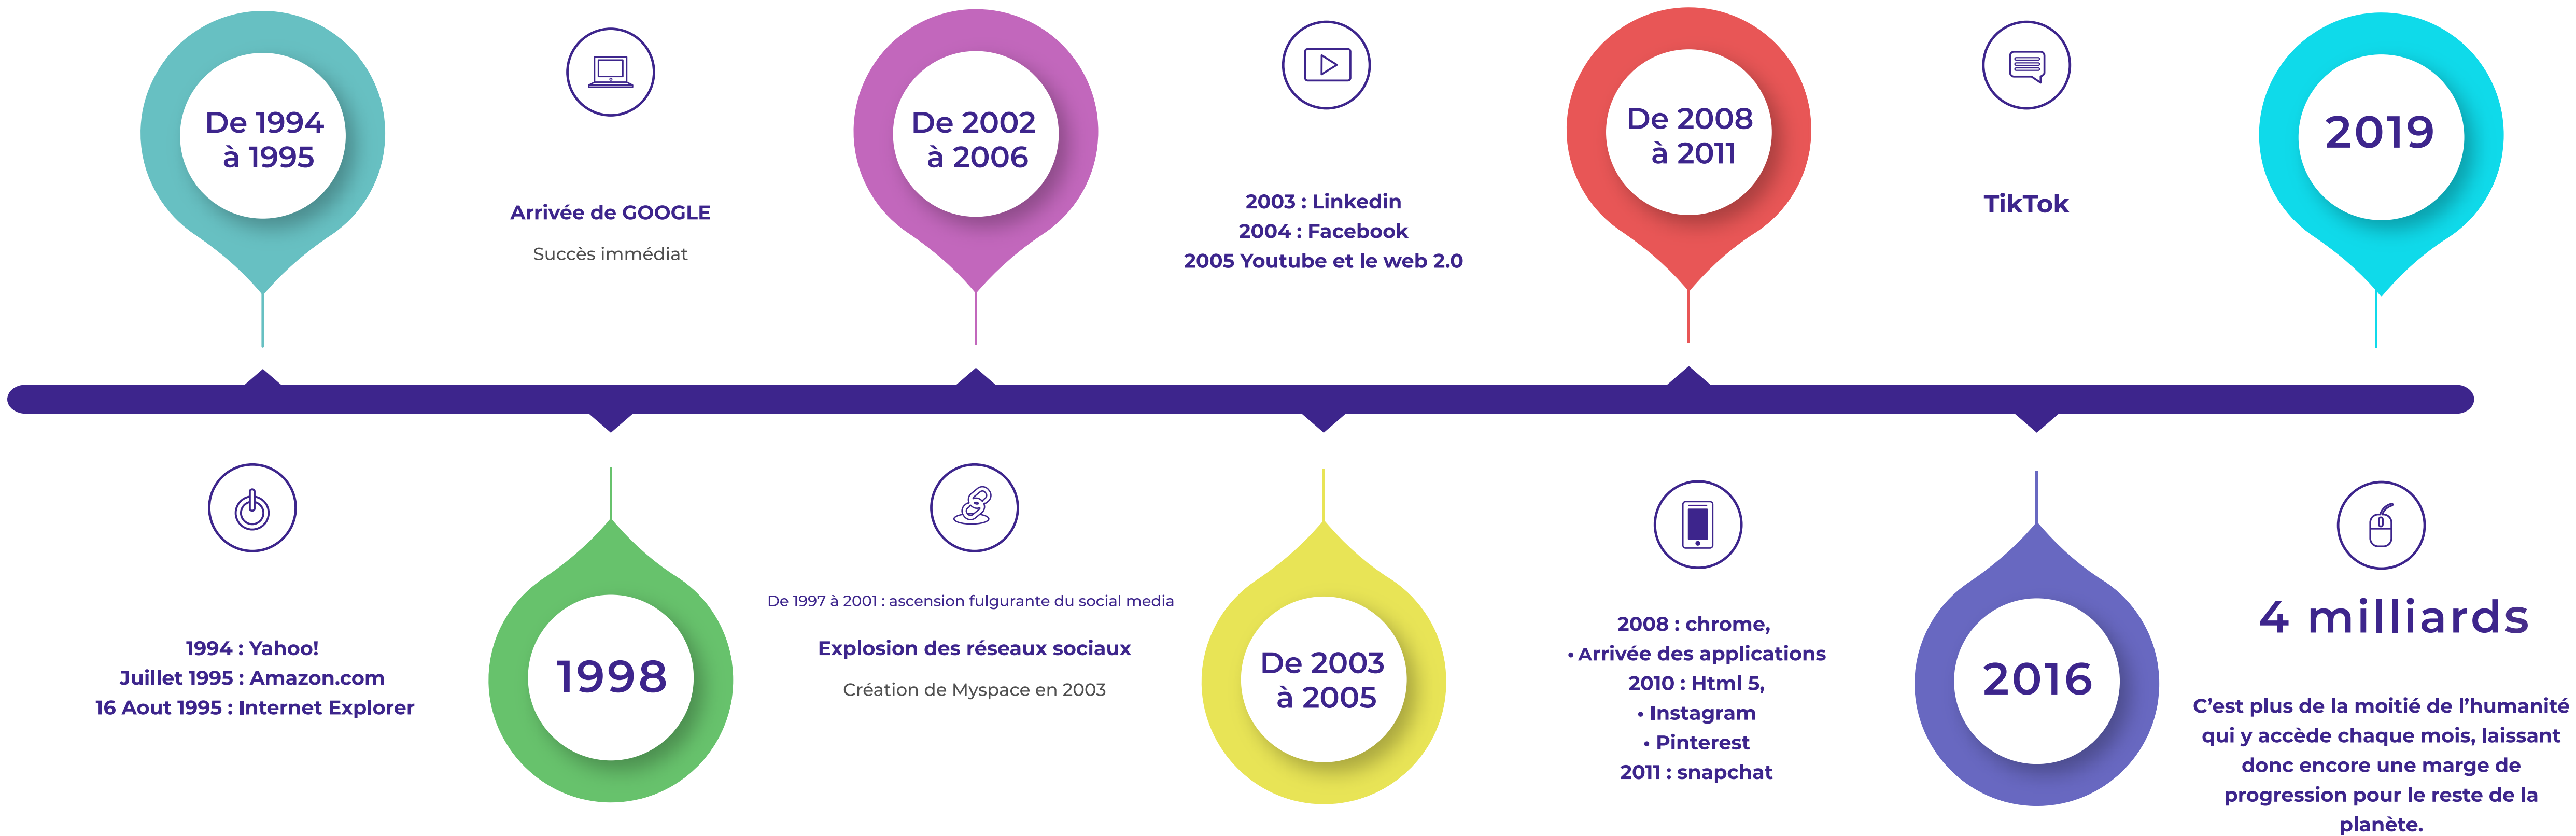 De 1994
à 1995
1994 : Yahoo!
Juillet 1995 : Amazon.com
16 Aout 1995 : Internet Explorer
Arrivée de GOOGLE
Succès immédiat
1998
De 2002
à 2006
De 1997 à 2001 : ascension fulgurante du social media
Explosion des réseaux sociaux
Création de Myspace en 2003
2003 : Linkedin
2004 : Facebook
2005 Youtube et le web 2.0
De 2003
à 2005
De 2008
à 2011
2008 : chrome,
• Arrivée des applications
2010 : Html 5,
• Instagram
• Pinterest
2011 : snapchat
TikTok
2016
2019
4 milliards
C’est plus de la moitié de l’humanité
qui y accède chaque mois, laissant
donc encore une marge de
progression pour le reste de la
planète.